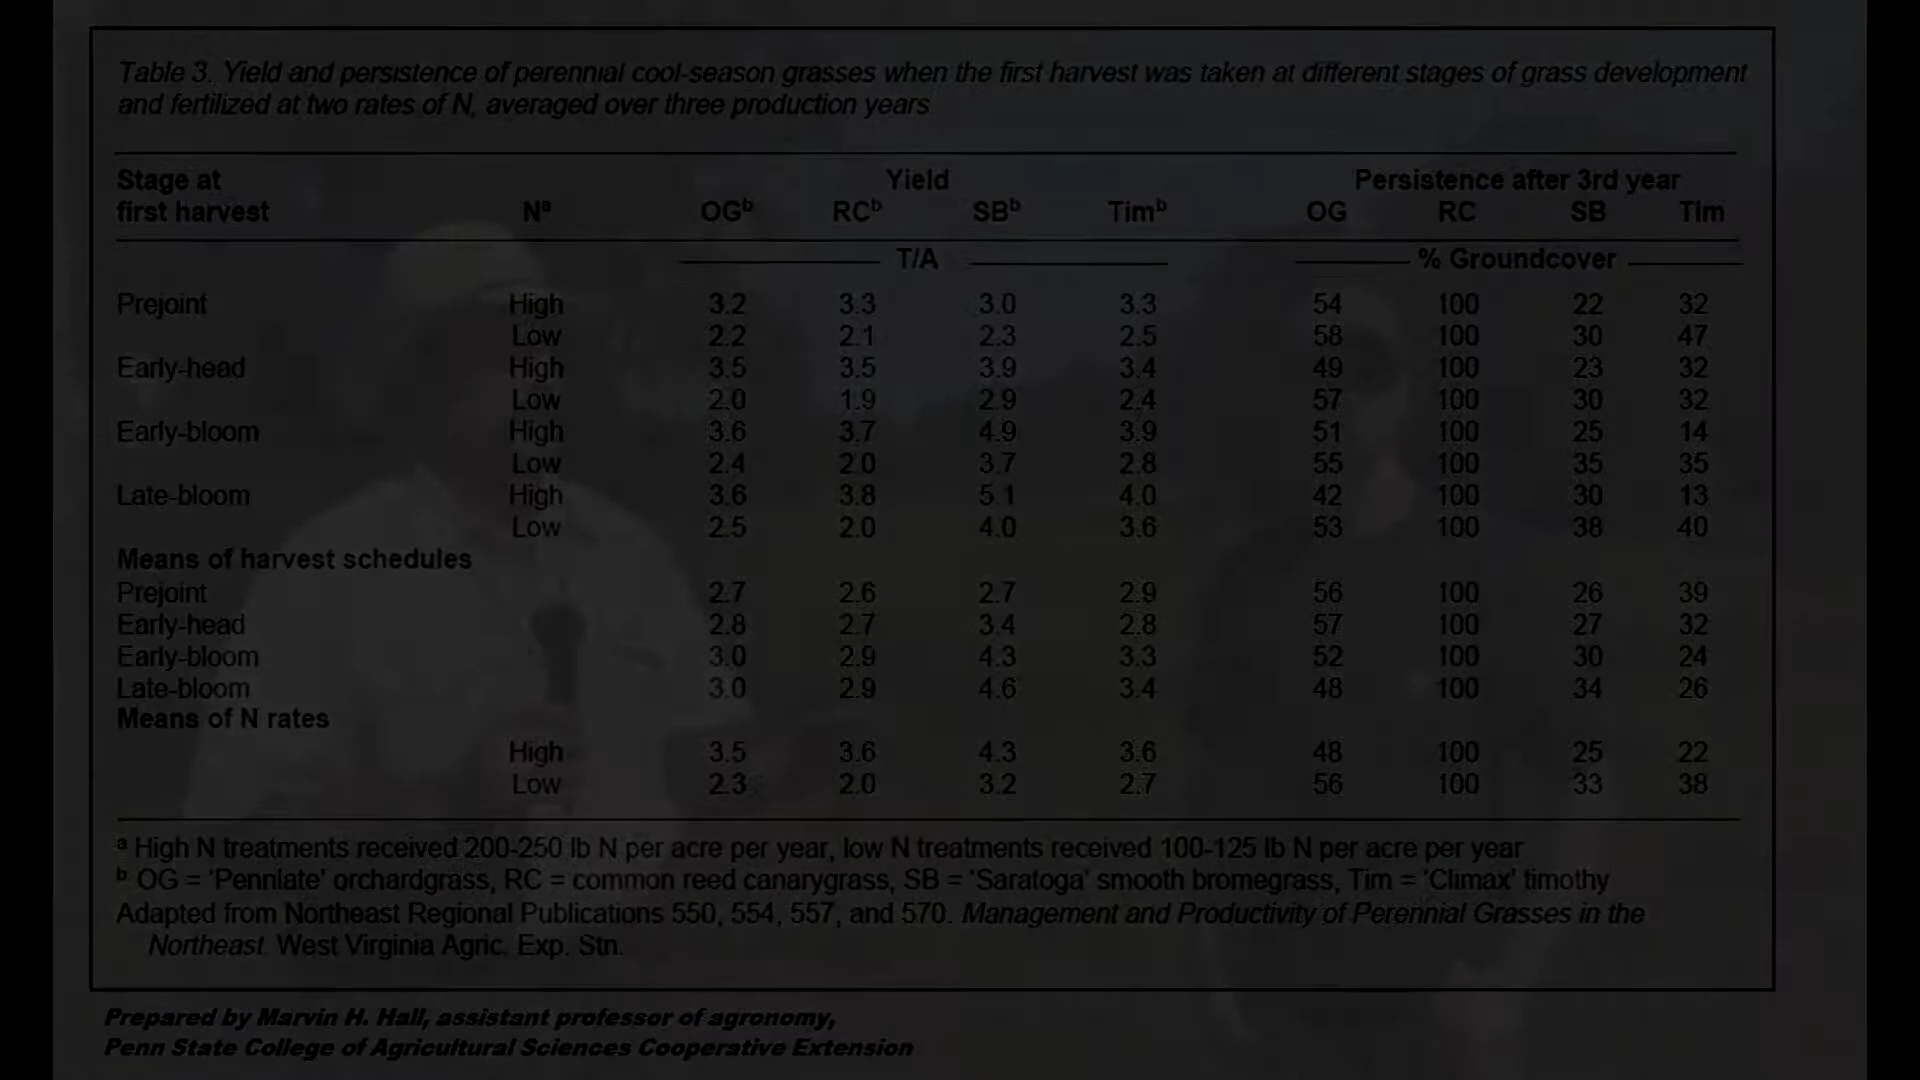 Table 3. Yield and persistence of perennial cool-season grasses when the first harvest was taken at different stages of grass development
and fertilized at two rates of N, averaged over three production years
Stage at Yield Persistence after 3rd year
first harvest Nᵃ OGᵇ RCᵇ SBᵇ Timᵇ OG RC SB Tim
T/A % Groundcover
Prejoint High 3.2 3.3 3.0 3.3 54 100 22 32
Low 2.2 2.1 2.3 2.5 58 100 30 47
Early-head High 3.5 3.5 3.9 3.4 49 100 23 32
Low 2.0 1.9 2.9 2.4 57 100 30 32
Early-bloom High 3.6 3.7 4.9 3.9 51 100 25 14
Low 2.4 2.0 3.7 2.8 55 100 35 35
Late-bloom High 3.6 3.8 5.1 4.0 42 100 30 13
Low 2.5 2.0 4.0 3.6 53 100 38 40
Means of harvest schedules
Prejoint 2.7 2.6 2.7 2.9 56 100 26 39
Early-head 2.8 2.7 3.4 2.8 57 100 27 32
Early-bloom 3.0 2.9 4.3 3.3 52 100 30 24
Late-bloom 3.0 2.9 4.6 3.4 48 100 34 26
Means of N rates
High 3.5 3.6 4.3 3.6 48 100 25 22
Low 2.3 2.0 3.2 2.7 56 100 33 38
ᵃ High N treatments received 200-250 lb N per acre per year, low N treatments received 100-125 lb N per acre per year
ᵇ OG = 'Pennlate' orchardgrass, RC = common reed canarygrass, SB = 'Saratoga' smooth bromegrass, Tim = 'Climax' timothy
Adapted from Northeast Regional Publications 550, 554, 557, and 570. Management and Productivity of Perennial Grasses in the
Northeast. West Virginia Agric. Exp. Stn.
Prepared by Marvin H. Hall, assistant professor of agronomy,
Penn State College of Agricultural Sciences Cooperative Extension